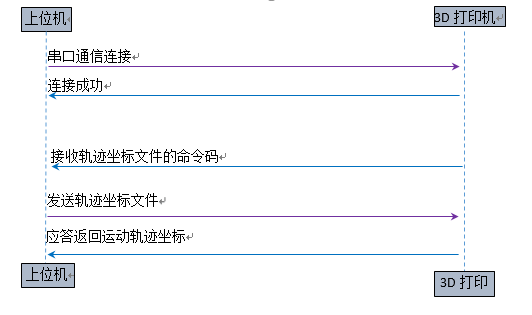 上位机
3D 打印机
串口通信连接
连接成功
接收轨迹坐标文件的命令码
发送轨迹坐标文件
应答返回运动轨迹坐标
上位机
3D 打印